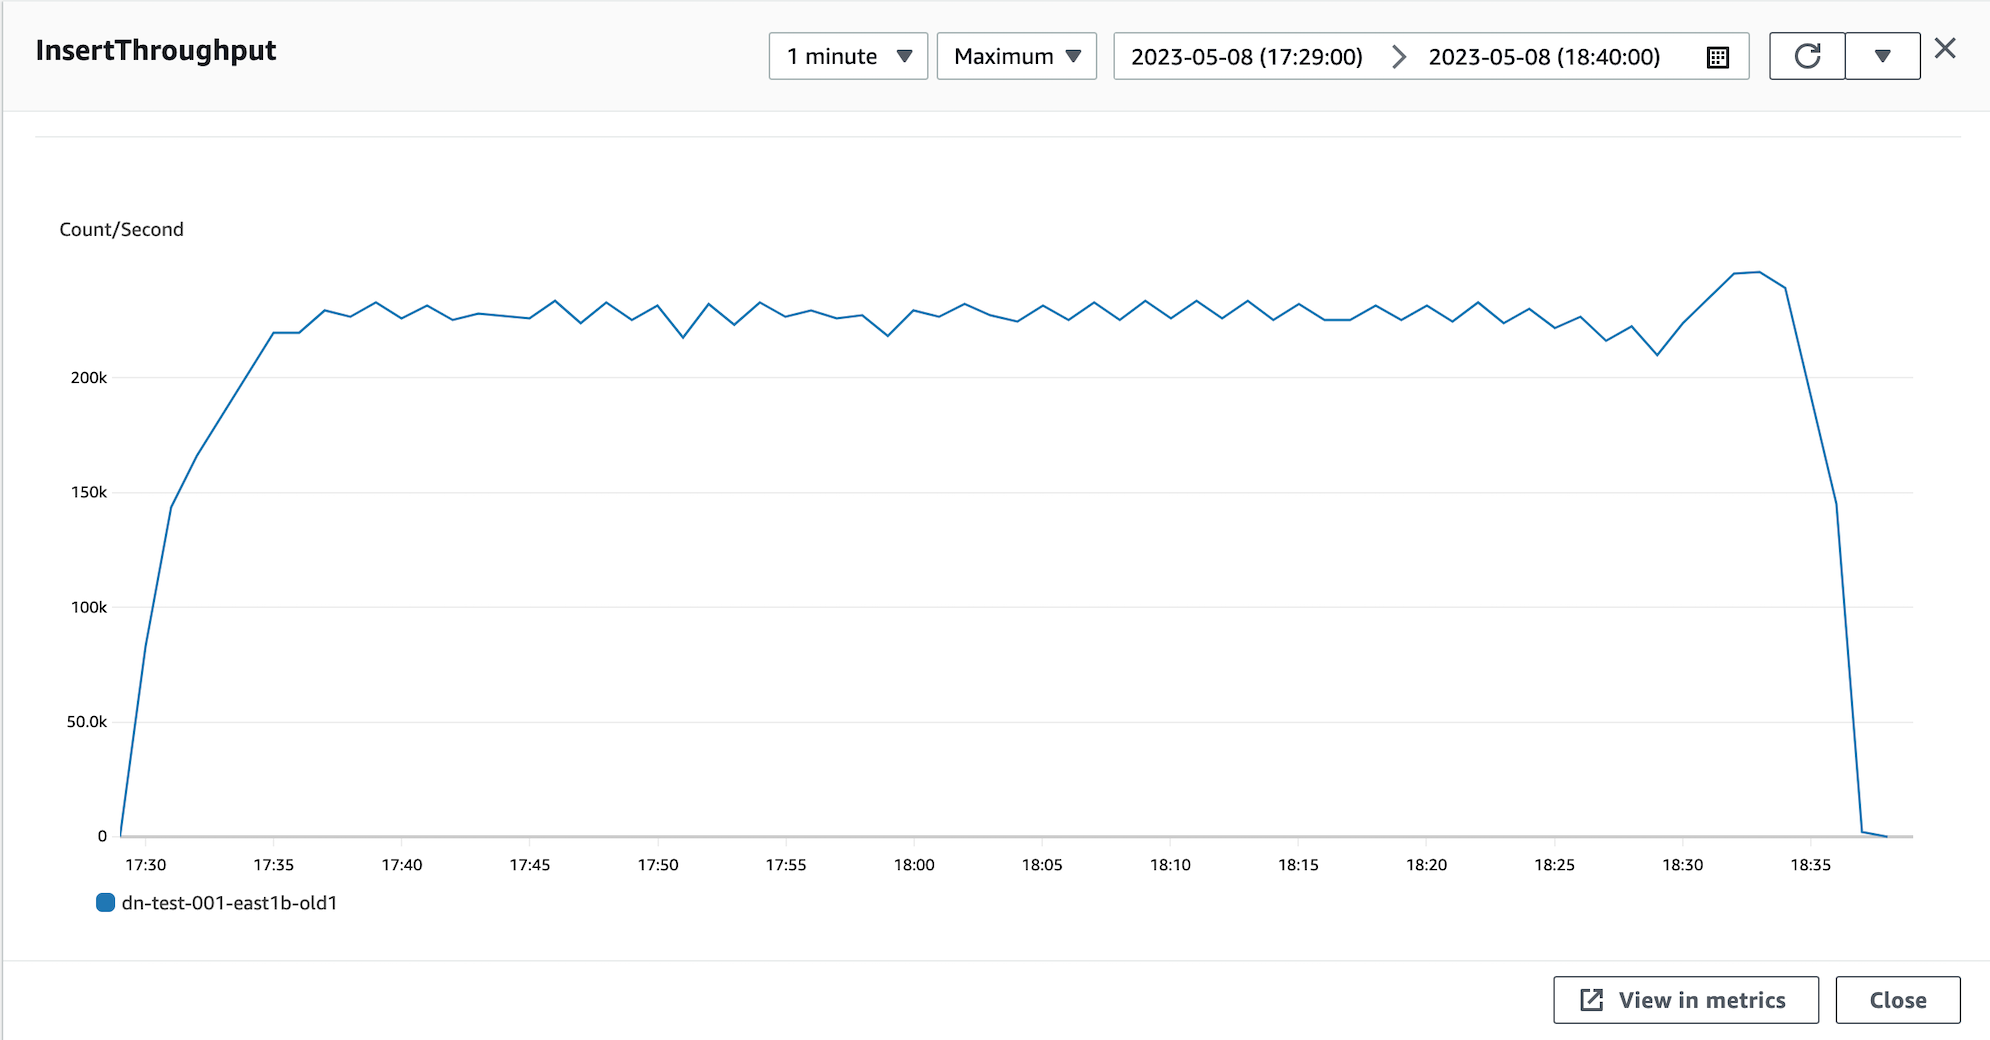 InsertThroughput
1 minute
Maximum
2023-05-08 (17:29:00)
2023-05-08 (18:40:00)
Count/Second
200k
150k
100k
50.0k
0
17:30 17:35 17:40 17:45 17:50 17:55 18:00 18:05 18:10 18:15 18:20 18:25 18:30 18:35
dn-test-001-east1b-old1
View in metrics
Close